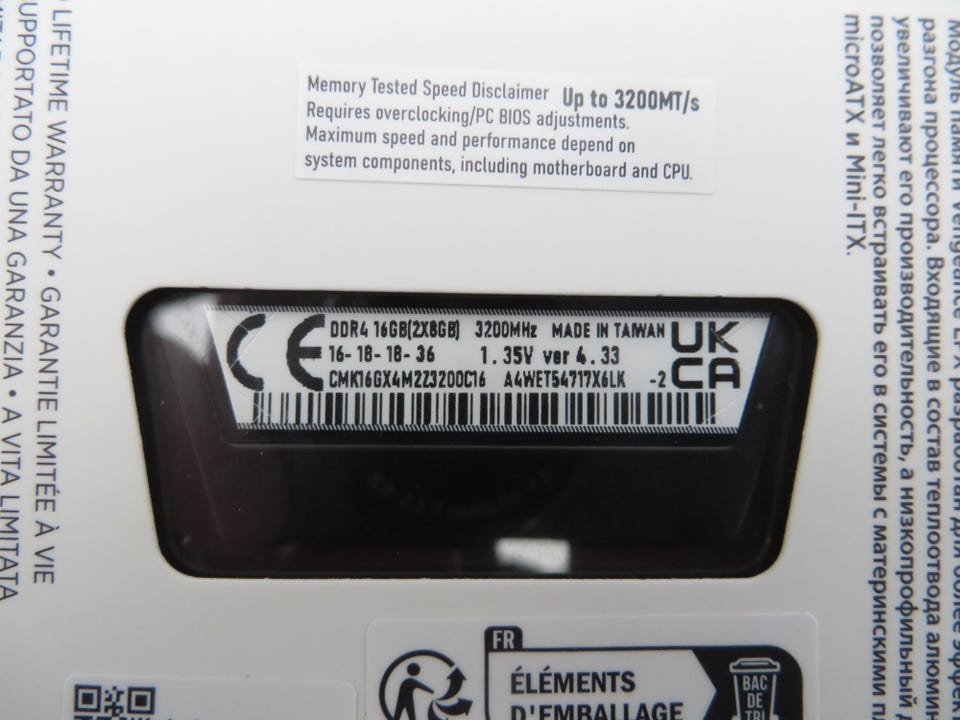 Memory Tested Speed Disclaimer Up to 3200MT/s
Requires overclocking/PC BIOS adjustments.
Maximum speed and performance depend on
system components, including motherboard and CPU.
DDR4 16GB(2X8GB) 3200MHz MADE IN TAIWAN
16-18-18-36 1.35V ver 4.33
CMK16GX4M2Z3200C16 A4WET54717X6LK -2
CE
UK
CA
LIFETIME WARRANTY • GARANTIE LIMITÉE À VIE
UPPORTATO DA UNA GARANZIA • A VITA LIMITATA
разгона процессора. Входящие в состав теплоотвода
увеличивают его производительность, а низкопрофильный
позволяет легко встраивать его в системы с материнскими
microATX и Mini-ITX.
FR
ÉLÉMENTS
D'EMBALLAGE
BAC
DE
TRI